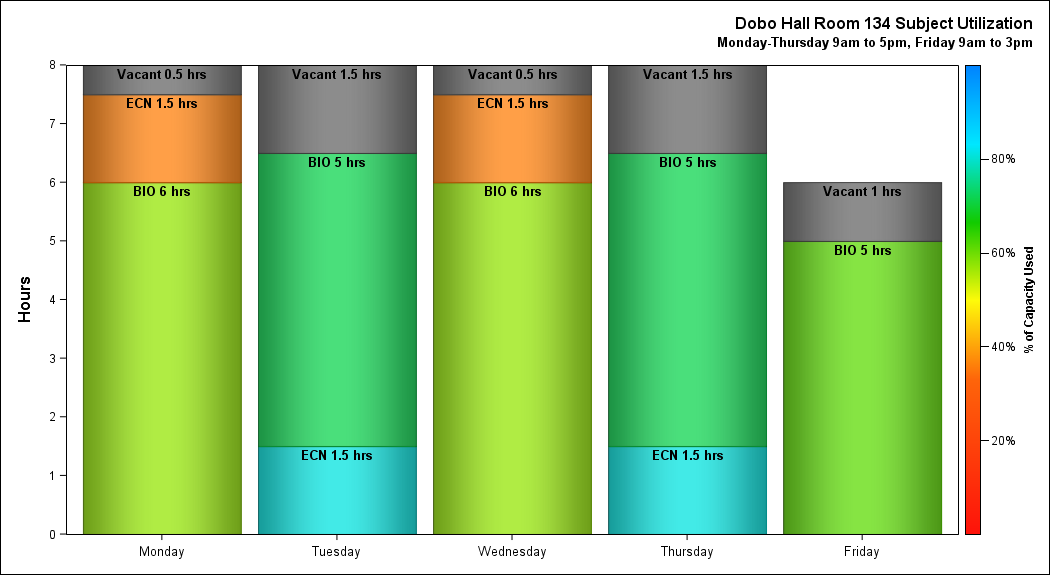 Dobo Hall Room 134 Subject Utilization
Monday-Thursday 9am to 5pm, Friday 9am to 3pm
Hours
8
7
6
5
4
3
2
1
0
Vacant 0.5 hrs
ECN 1.5 hrs
BIO 6 hrs
Vacant 1.5 hrs
BIO 5 hrs
ECN 1.5 hrs
Vacant 0.5 hrs
ECN 1.5 hrs
BIO 6 hrs
Vacant 1.5 hrs
BIO 5 hrs
ECN 1.5 hrs
Vacant 1 hrs
BIO 5 hrs
Monday Tuesday Wednesday Thursday Friday
80%
60%
40%
20%
% of Capacity Used